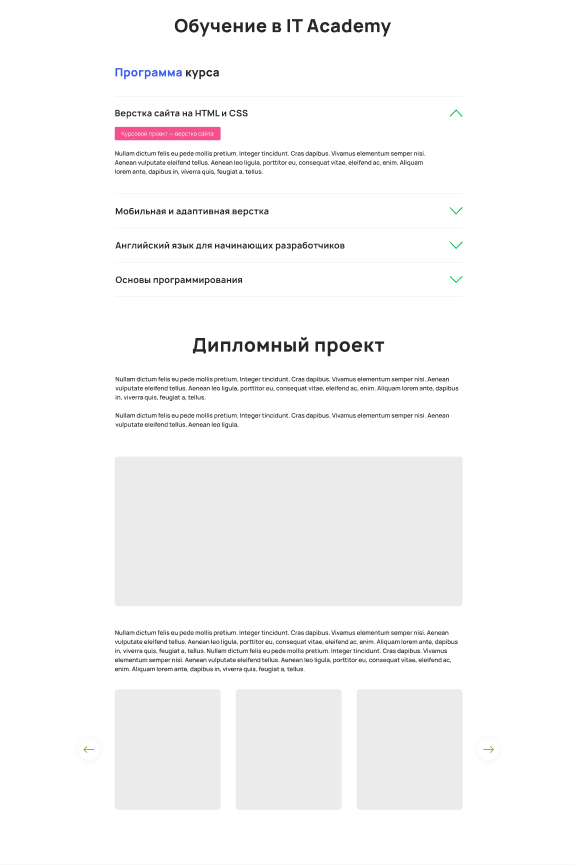 Обучение в IT Academy
Программа курса
Верстка сайта на HTML и CSS
Курсовой проект — верстка сайта
Nullam dictum felis eu pede mollis pretium. Integer tincidunt. Cras dapibus. Vivamus elementum semper nisi.
Aenean vulputate eleifend tellus. Aenean leo ligula, porttitor eu, consequat vitae, eleifend ac, enim. Aliquam
lorem ante, dapibus in, viverra quis, feugiat a, tellus.
Мобильная и адаптивная верстка
Английский язык для начинающих разработчиков
Основы программирования
Дипломный проект
Nullam dictum felis eu pede mollis pretium. Integer tincidunt. Cras dapibus. Vivamus elementum semper nisi. Aenean
vulputate eleifend tellus. Aenean leo ligula, porttitor eu, consequat vitae, eleifend ac, enim. Aliquam lorem ante, dapibus
in, viverra quis, feugiat a, tellus.
Nullam dictum felis eu pede mollis pretium. Integer tincidunt. Cras dapibus. Vivamus elementum semper nisi. Aenean
vulputate eleifend tellus. Aenean leo ligula,
Nullam dictum felis eu pede mollis pretium. Integer tincidunt. Cras dapibus. Vivamus elementum semper nisi. Aenean
vulputate eleifend tellus. Aenean leo ligula, porttitor eu, consequat vitae, eleifend ac, enim. Aliquam lorem ante, dapibus
in, viverra quis, feugiat a, tellus. Nullam dictum felis eu pede mollis pretium. Integer tincidunt. Cras dapibus. Vivamus
elementum semper nisi. Aenean vulputate eleifend tellus. Aenean leo ligula, porttitor eu, consequat vitae, eleifend ac,
enim. Aliquam lorem ante, dapibus in, viverra quis, feugiat a, tellus.